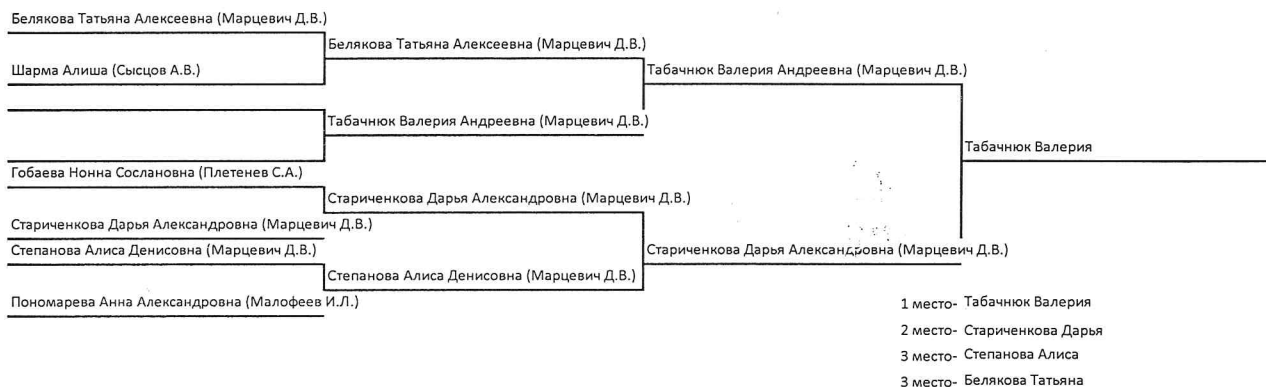 Белякова Татьяна Алексеевна (Марцевич Д.В.)
Белякова Татьяна Алексеевна (Марцевич Д.В.)
Шарма Алиша (Сысцов А.В.)
Табачнюк Валерия Андреевна (Марцевич Д.В.)
Табачнюк Валерия Андреевна (Марцевич Д.В.)
Табачнюк Валерия
Гобаева Нонна Сослановна (Плетенев С.А.)
Стариченкова Дарья Александровна (Марцевич Д.В.)
Стариченкова Дарья Александровна (Марцевич Д.В.)
Степанова Алиса Денисовна (Марцевич Д.В.)
Стариченкова Дарья Александровна (Марцевич Д.В.)
Степанова Алиса Денисовна (Марцевич Д.В.)
Пономарева Анна Александровна (Малофеев И.Л.)
1 место- Табачнюк Валерия
2 место- Стариченкова Дарья
3 место- Степанова Алиса
3 место- Белякова Татьяна